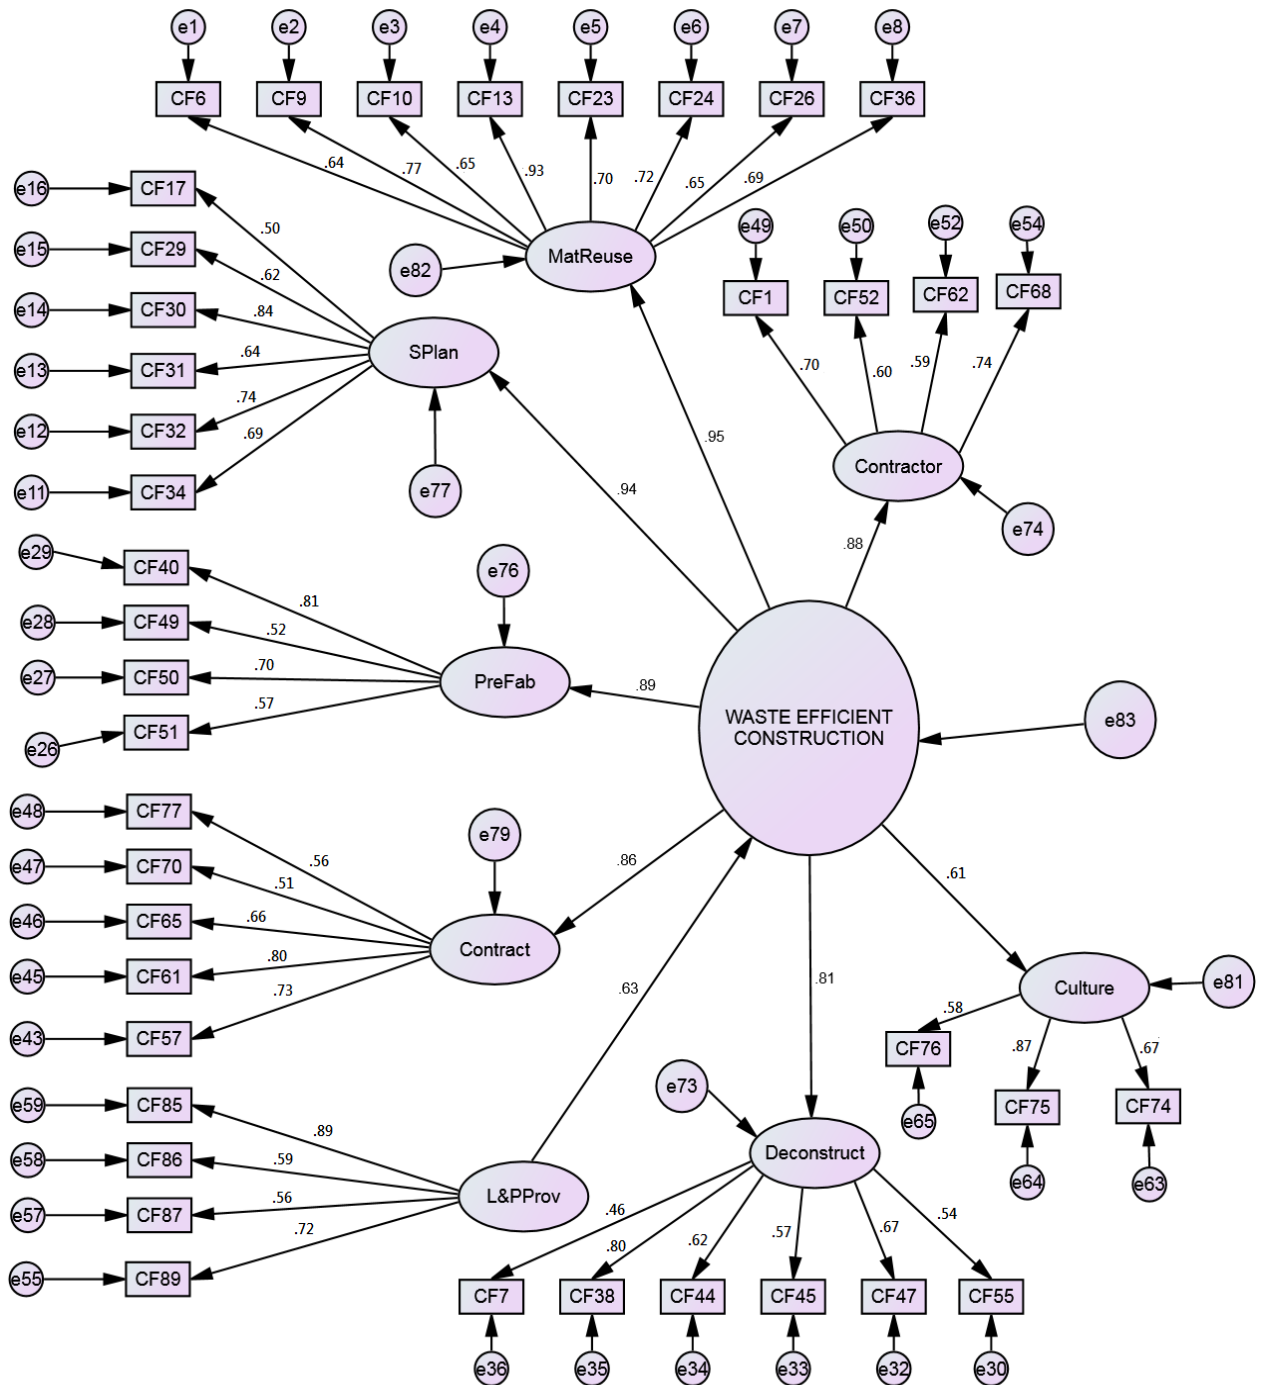 e1 e2 e3 e4 e5 e6 e7 e8
CF6 CF9 CF10 CF13 CF23 CF24 CF26 CF36
.64 .77 .65 .93 .70 .72 .65 .69
MatReuse
e82
e16 CF17 .50
e15 CF29 .62
e14 CF30 .84
e13 CF31 .64
e12 CF32 .74
e11 CF34 .69
SPlan
e77
e49 e50 e52 e54
CF1 CF52 CF62 CF68
.70 .60 .59 .74
Contractor
e74
.95
.94
.88
e29 CF40 .81
e28 CF49 .52
e27 CF50 .70
e26 CF51 .57
e76
PreFab
.89
WASTE EFFICIENT
CONSTRUCTION
e83
e48 CF77 .56
e47 CF70 .51
e46 CF65 .66
e45 CF61 .80
e43 CF57 .73
e79
Contract
.86
.63
.81
.61
Culture
e81
.58 .87 .67
CF76 CF75 CF74
e65 e64 e63
e59 CF85 .89
e58 CF86 .59
e57 CF87 .56
e55 CF89 .72
L&PProv
e73
Deconstruct
.46 .80 .62 .57 .67 .54
CF7 CF38 CF44 CF45 CF47 CF55
e36 e35 e34 e33 e32 e30